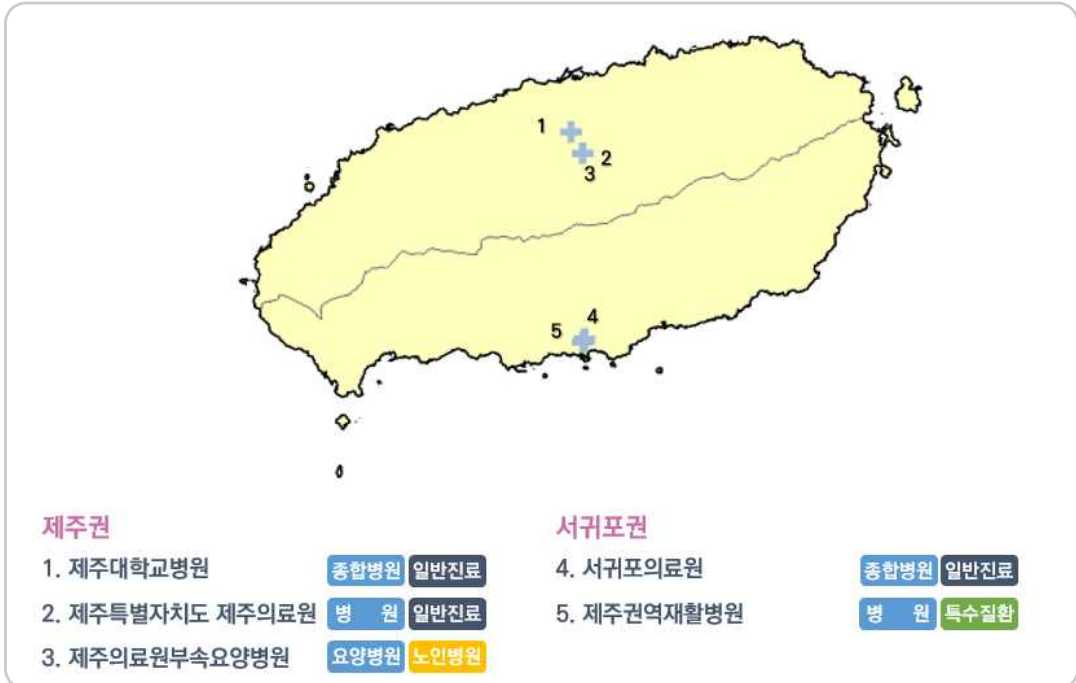 1
2
3
4
5
제주권
1. 제주대학교병원 종합병원 일반진료
2. 제주특별자치도 제주의료원 병 원 일반진료
3. 제주의료원부속요양병원 요양병원 노인병원
서귀포권
4. 서귀포의료원 종합병원 일반진료
5. 제주권역재활병원 병 원 특수질환